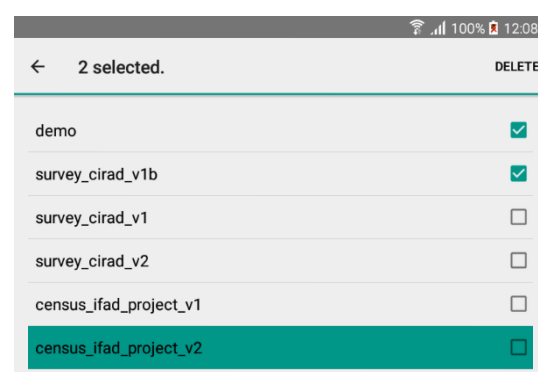 100% 12:08
← 2 selected. DELETE
demo
survey_cirad_v1b
survey_cirad_v1
survey_cirad_v2
census_ifad_project_v1
census_ifad_project_v2